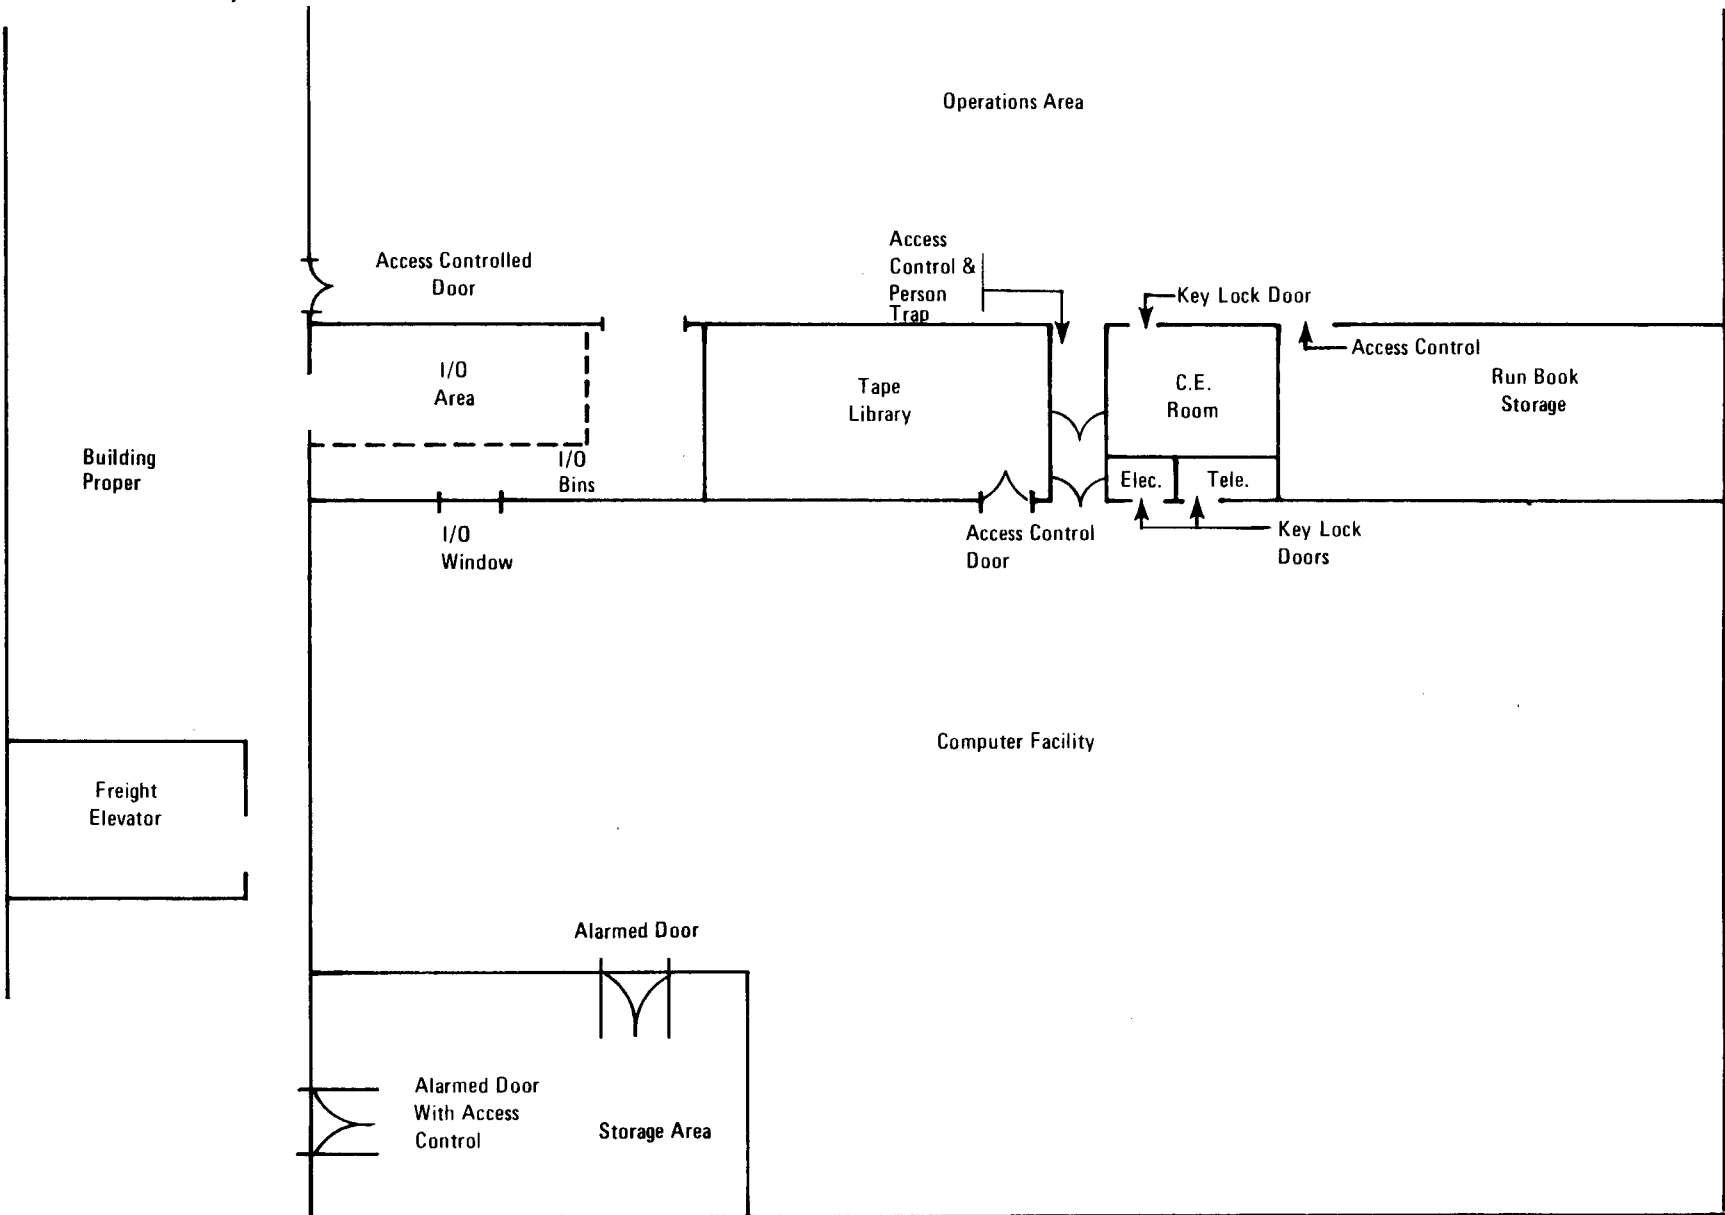 Operations Area
Access Controlled
Door
Access
Control &
Person
Trap
Key Lock Door
Access Control
I/O
Area
Tape
Library
C.E.
Room
Run Book
Storage
Building
Proper
I/O
Bins
Elec.
Tele.
I/O
Window
Access Control
Door
Key Lock
Doors
Computer Facility
Freight
Elevator
Alarmed Door
Alarmed Door
With Access
Control
Storage Area